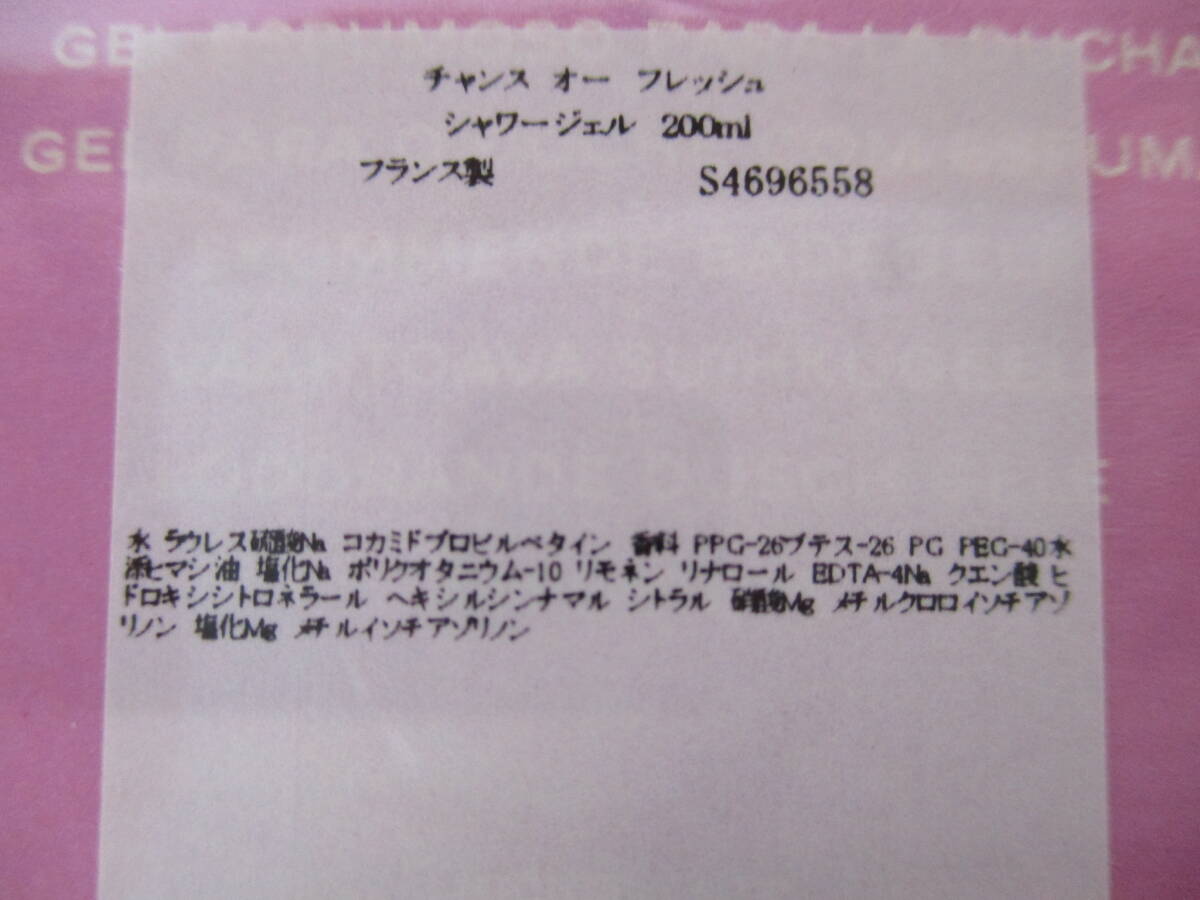 チャンス オー フレッシュ
シャワージェル 200ml
フランス製 S4696558
水 ラウレス硫酸Na コカミドプロピルベタイン 香料 PPG-26ブテス-26 PG PEG-40水
添ヒマシ油 塩化Na ポリクオタニウム-10 リモネン リナロール EDTA-4Na クエン酸 ヒ
ドロキシシトロネラール ヘキシルシンナマル シトラル 硝酸Mg メチルクロロイソチアゾ
リノン 塩化Mg メチルイソチアゾリノン